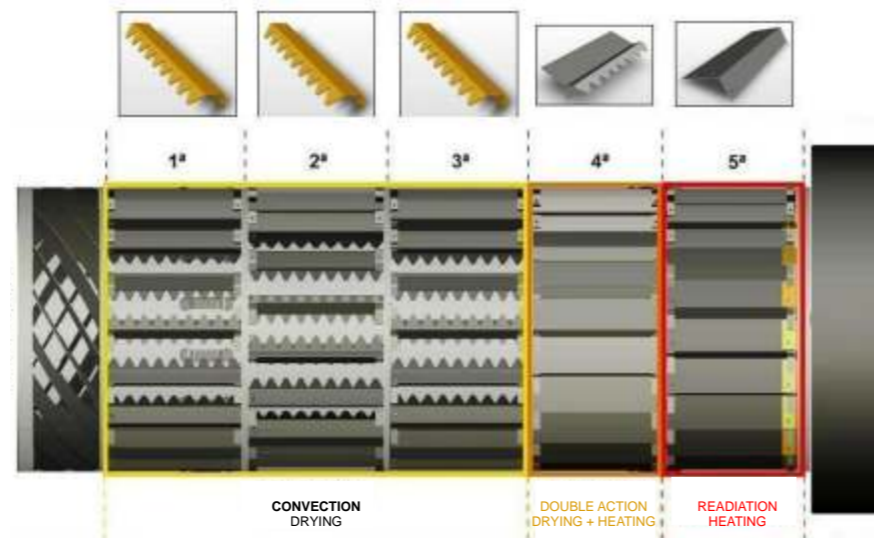 1ª 2ª 3ª 4ª 5ª
CONVECTION
DRYING
DOUBLE ACTION
DRYING + HEATING
READIATION
HEATING